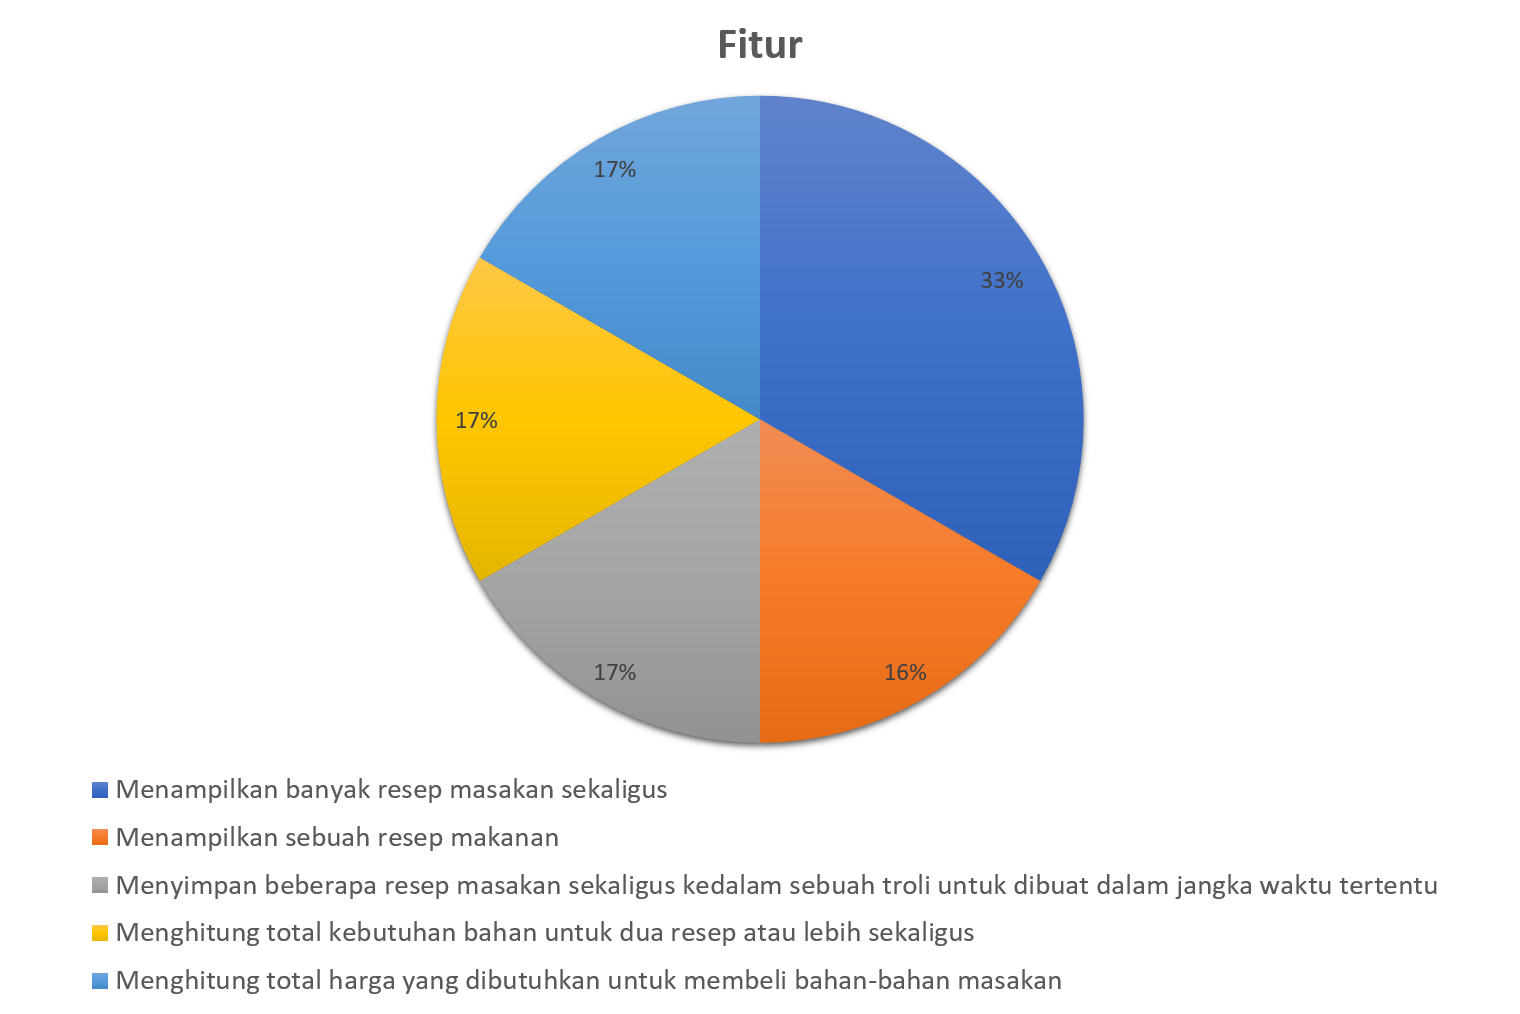 Fitur
17%
33%
17%
17%
16%
Menampilkan banyak resep masakan sekaligus
Menampilkan sebuah resep makanan
Menyimpan beberapa resep masakan sekaligus kedalam sebuah troli untuk dibuat dalam jangka waktu tertentu
Menghitung total kebutuhan bahan untuk dua resep atau lebih sekaligus
Menghitung total harga yang dibutuhkan untuk membeli bahan-bahan masakan